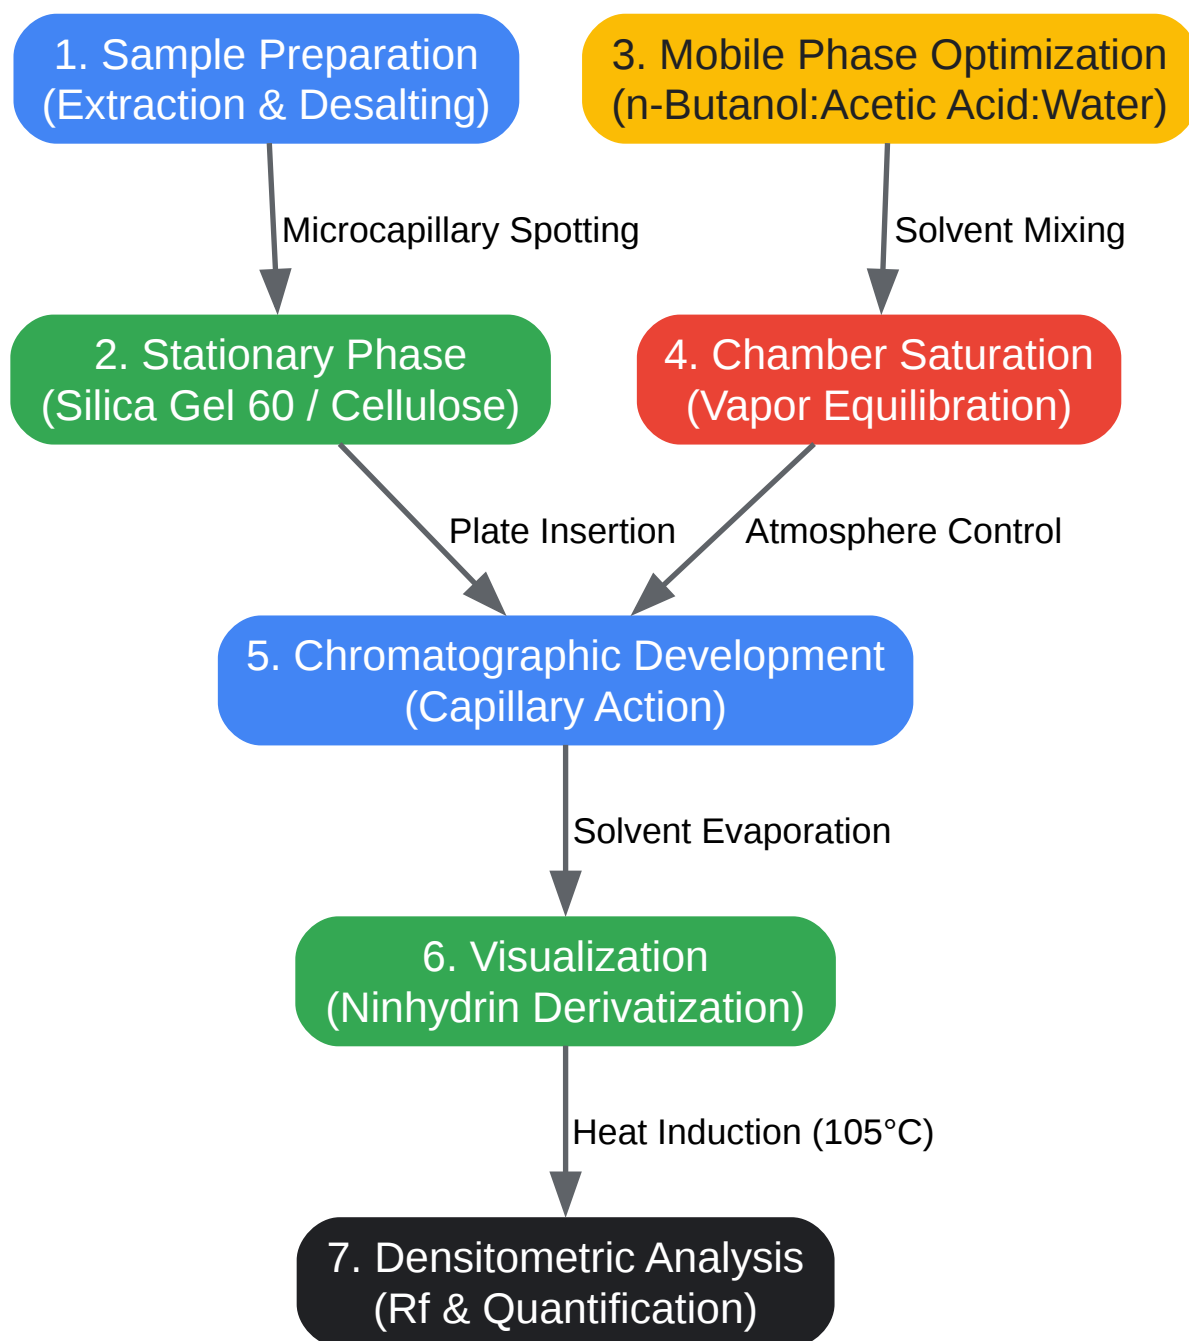 1. Sample Preparation
(Extraction & Desalting)
3. Mobile Phase Optimization
(n-Butanol:Acetic Acid:Water)
Microcapillary Spotting
Solvent Mixing
2. Stationary Phase
(Silica Gel 60 / Cellulose)
4. Chamber Saturation
(Vapor Equilibration)
Plate Insertion
Atmosphere Control
5. Chromatographic Development
(Capillary Action)
Solvent Evaporation
6. Visualization
(Ninhydrin Derivatization)
Heat Induction (105°C)
7. Densitometric Analysis
(Rf & Quantification)